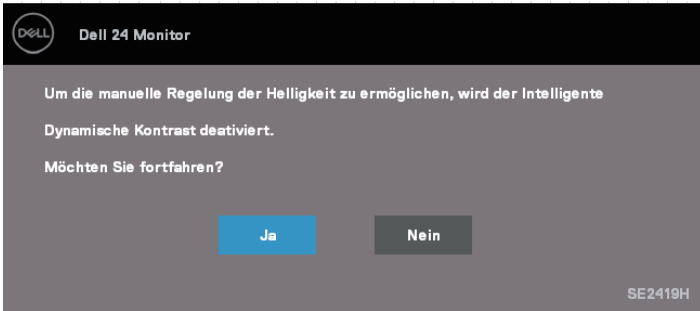 DELL
Dell 24 Monitor
Um die manuelle Regelung der Helligkeit zu ermöglichen, wird der Intelligente
Dynamische Kontrast deativiert.
Möchten Sie fortfahren?
Ja Nein
SE2419H